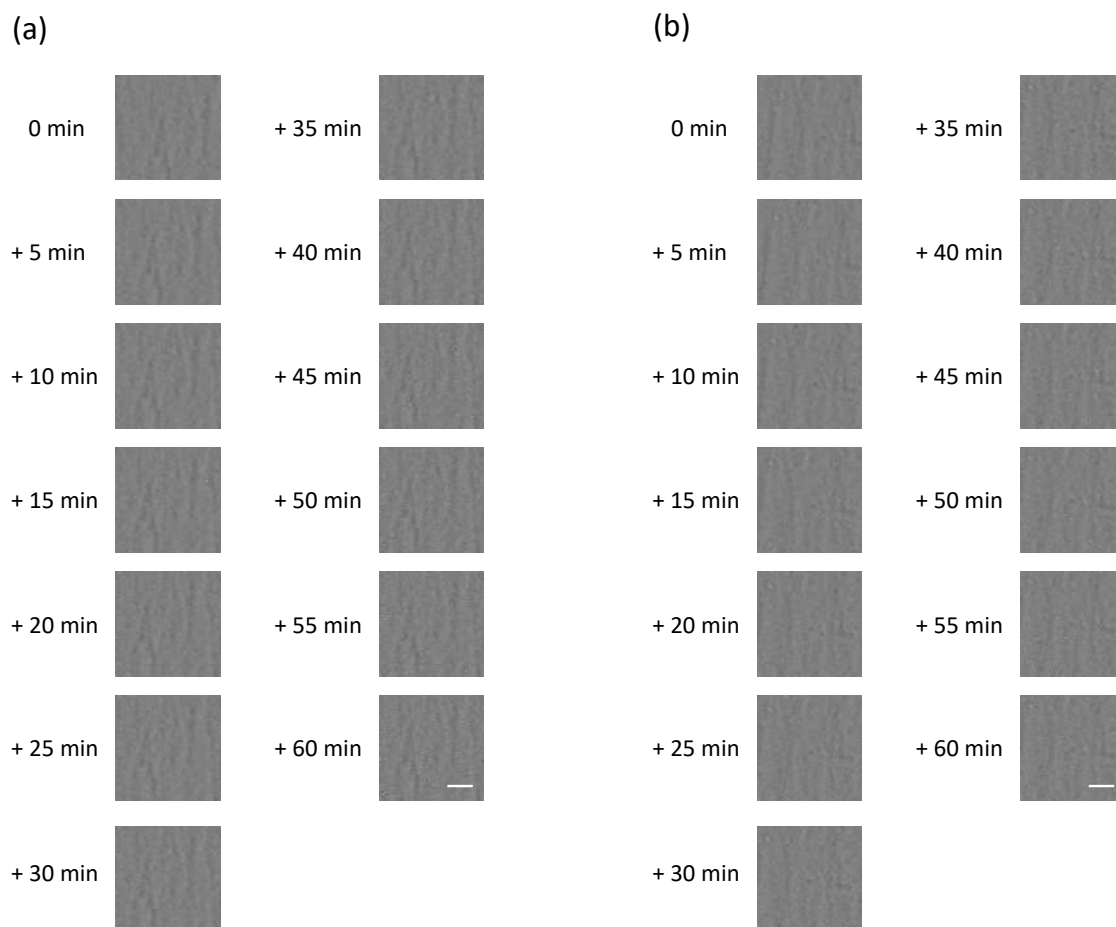 (a)
0 min
+ 5 min
+ 10 min
+ 15 min
+ 20 min
+ 25 min
+ 30 min
+ 35 min
+ 40 min
+ 45 min
+ 50 min
+ 55 min
+ 60 min
(b)
0 min
+ 5 min
+ 10 min
+ 15 min
+ 20 min
+ 25 min
+ 30 min
+ 35 min
+ 40 min
+ 45 min
+ 50 min
+ 55 min
+ 60 min